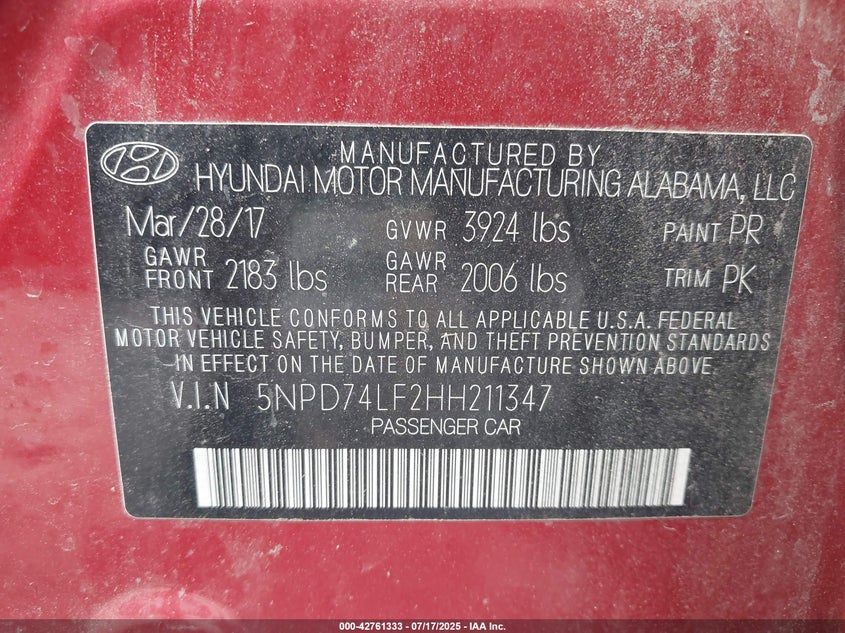 MANUFACTURED BY
HYUNDAI MOTOR MANUFACTURING ALABAMA, LLC
Mar/28/17 GVWR 3924 lbs PAINT PR
GAWR FRONT 2183 lbs GAWR REAR 2006 lbs TRIM PK
THIS VEHICLE CONFORMS TO ALL APPLICABLE U.S.A. FEDERAL
MOTOR VEHICLE SAFETY, BUMPER, AND THEFT PREVENTION STANDARDS
IN EFFECT ON THE DATE OF MANUFACTURE SHOWN ABOVE.
V.I.N 5NPD74LF2HH211347
PASSENGER CAR
000-42761333 - 07/17/2025 - IAA Inc.